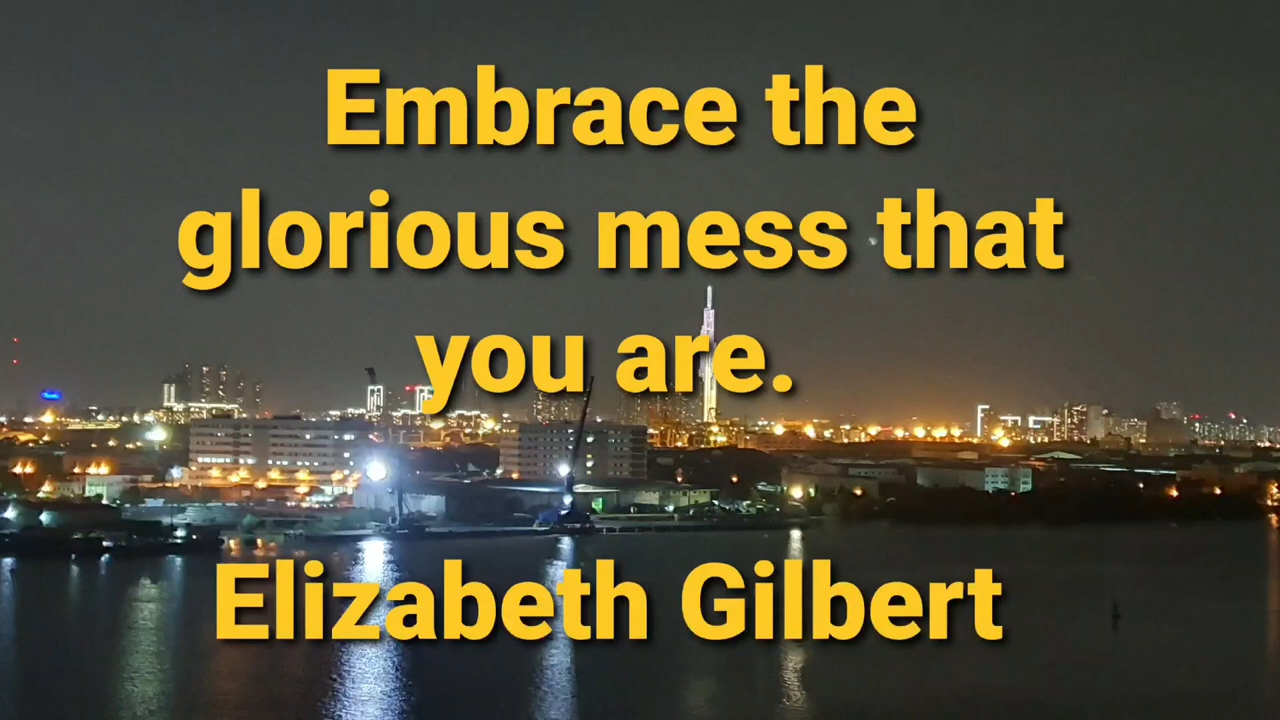 Embrace the
glorious mess that
you are.
Elizabeth Gilbert